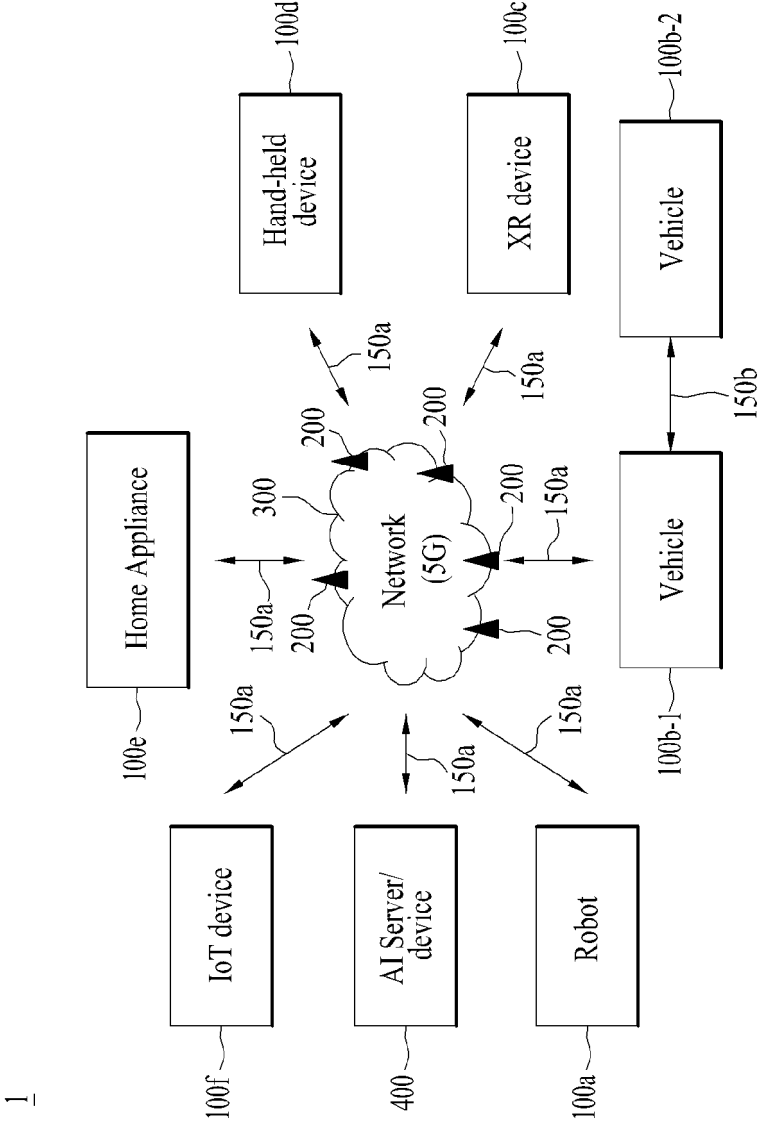 1
100e
Home Appliance
100f
IoT device
150a
150a
200
300
200
150a
Hand-held
device
100d
400
AI Server/
device
150a
Network
(5G)
200
150a
XR device
100c
100a
Robot
150a
200
200
150a
100b-1
Vehicle
150b
Vehicle
100b-2